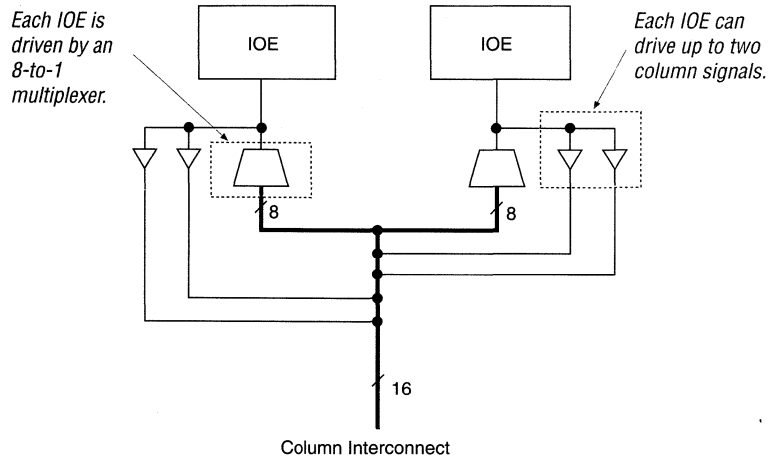 Each IOE is
driven by an
8-to-1
multiplexer.
IOE
IOE
Each IOE can
drive up to two
column signals.
8
8
16
Column Interconnect